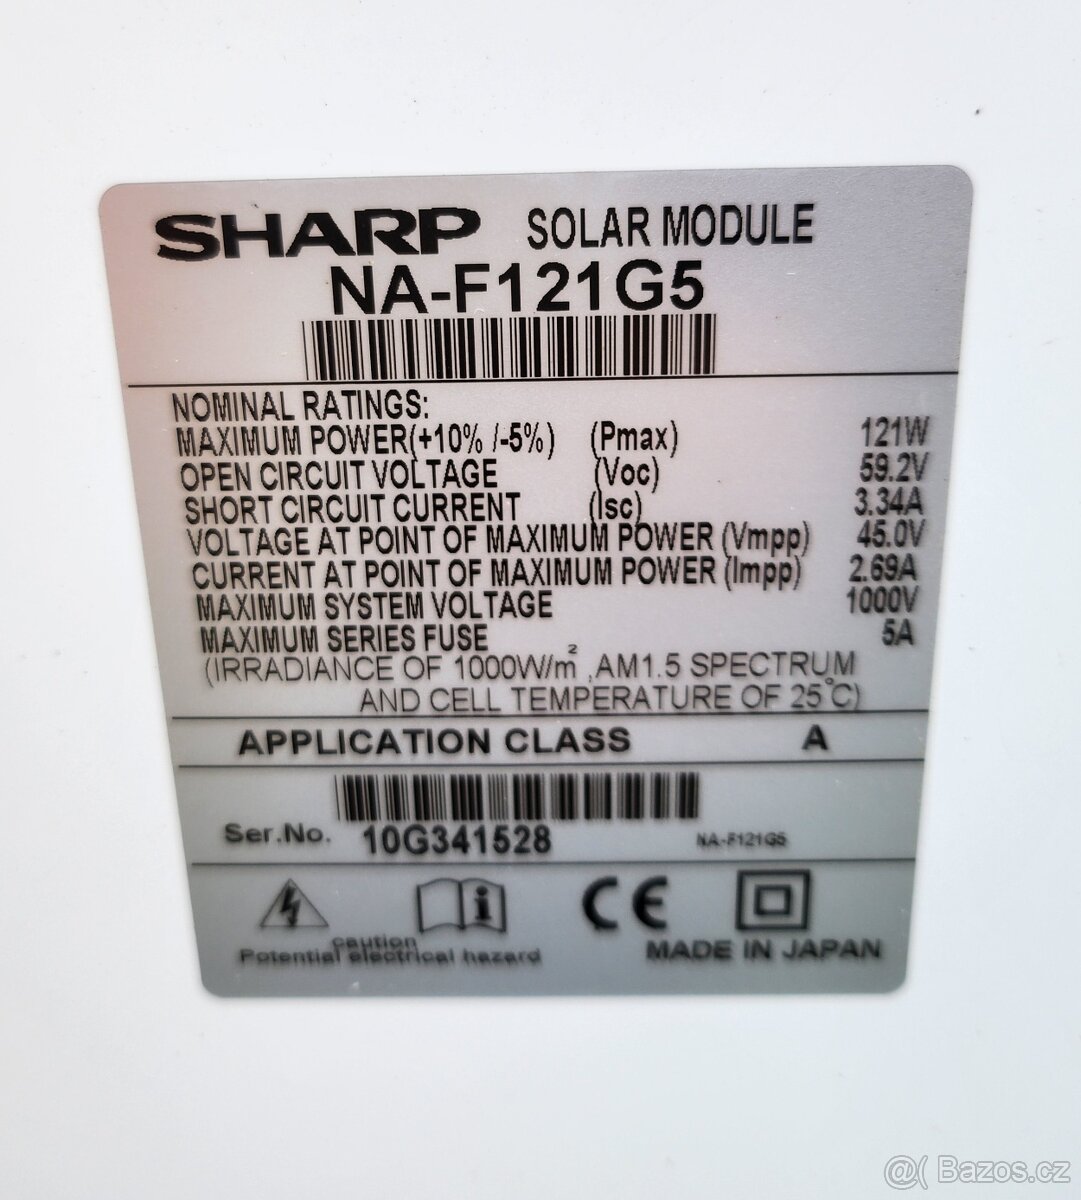 SHARP SOLAR MODULE
NA-F121G5
NOMINAL RATINGS:
MAXIMUM POWER(+10% /-5%) (Pmax) 121W
OPEN CIRCUIT VOLTAGE (Voc) 59.2V
SHORT CIRCUIT CURRENT (Isc) 3.34A
VOLTAGE AT POINT OF MAXIMUM POWER (Vmpp) 45.0V
CURRENT AT POINT OF MAXIMUM POWER (Impp) 2.69A
MAXIMUM SYSTEM VOLTAGE 1000V
MAXIMUM SERIES FUSE 5A
(IRRADIANCE OF 1000W/m² ,AM1.5 SPECTRUM
AND CELL TEMPERATURE OF 25°C)
APPLICATION CLASS A
Ser.No. 10G341528 NA-F121G5
CE
caution
Potential electrical hazard MADE IN JAPAN
@( Bazos.cz